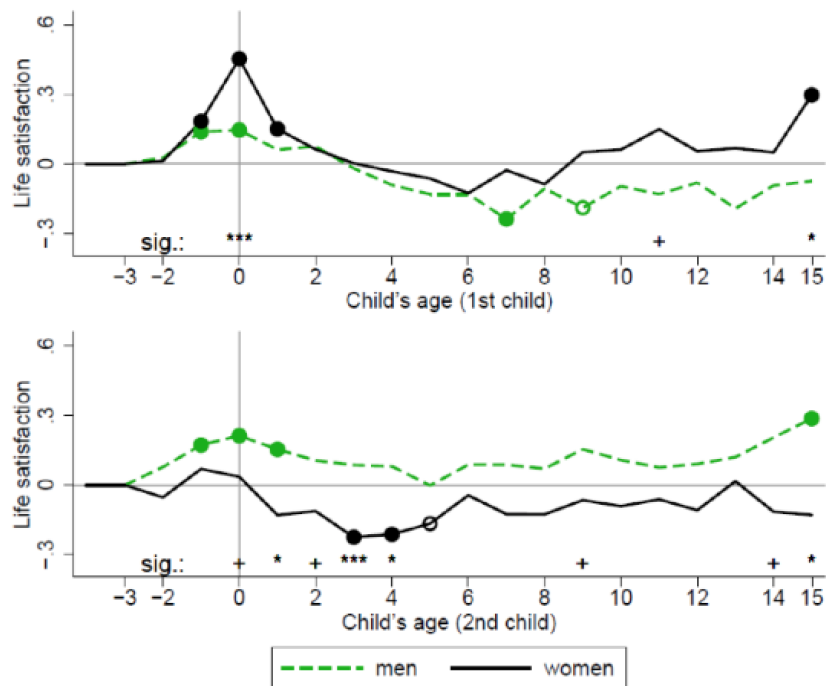 .6
.3
0
-.3
Life satisfaction
sig.: *** + *
−3 −2 0 2 4 6 8 10 12 14 15
Child's age (1st child)
.6
.3
0
-.3
Life satisfaction
sig.: + * + *** * + + *
−3 −2 0 2 4 6 8 10 12 14 15
Child's age (2nd child)
men women